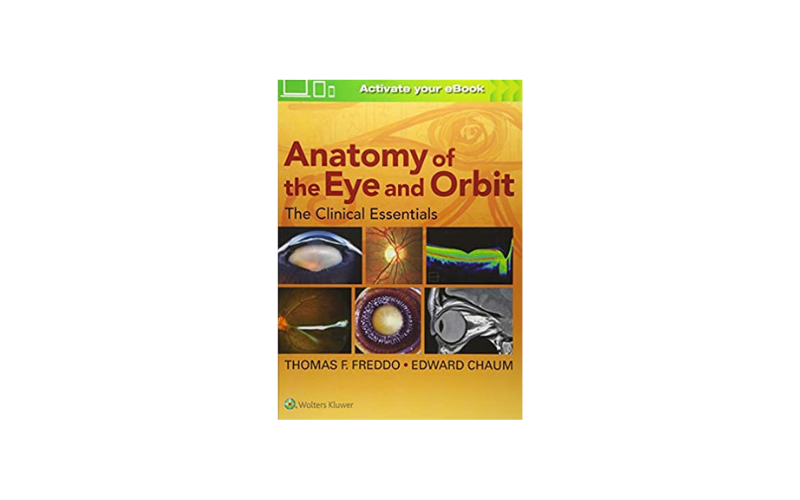 Activate your eBook
Anatomy of
the Eye and Orbit
The Clinical Essentials
THOMAS F. FREDDO • EDWARD CHAUM
Wolters Kluwer